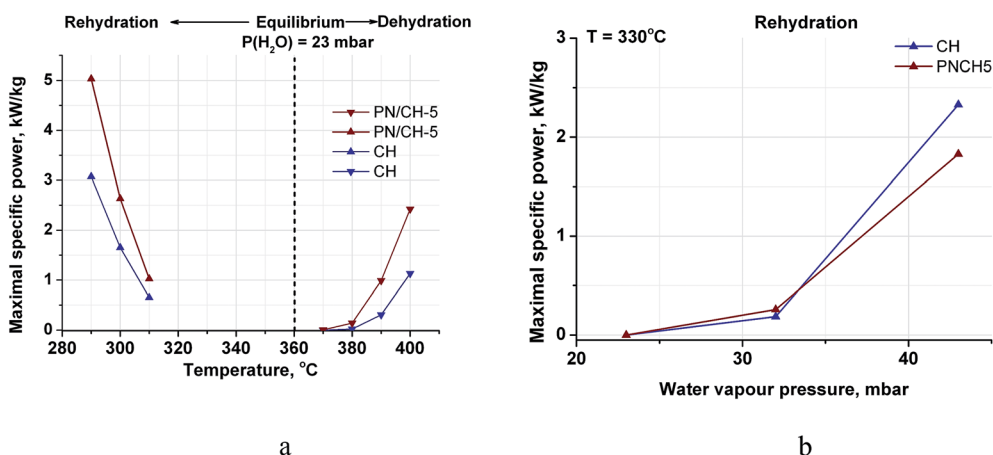 Rehydration Equilibrium Dehydration
P(H₂O) = 23 mbar
Maximal specific power, kW/kg
5
4
3
2
1
0
PN/CH-5
PN/CH-5
CH
CH
280 300 320 340 360 380 400
Temperature, °C
a
Rehydration
T = 330°C
Maximal specific power, kW/kg
3
2
1
0
CH
PNCH5
20 30 40
Water vapour pressure, mbar
b